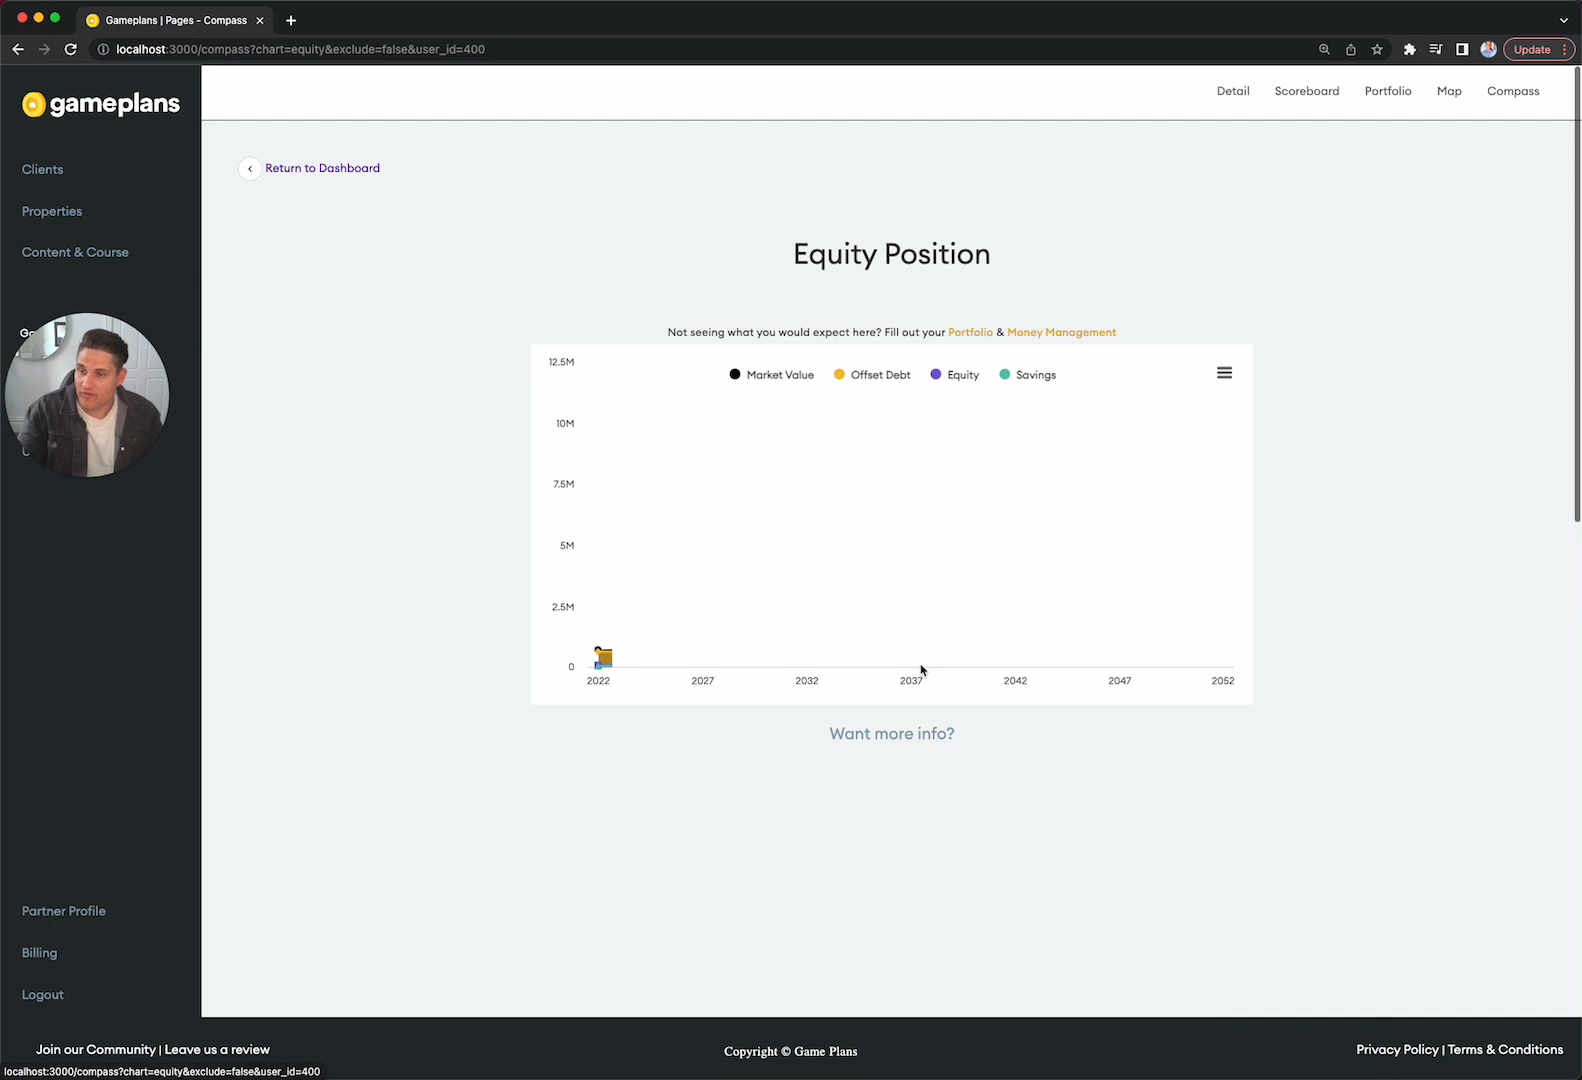 Gameplans | Pages - Compass
localhost:3000/compass?chart=equity&exclude=false&user_id=400
Update
gameplans
Detail
Scoreboard
Portfolio
Map
Compass
Clients
Properties
Content & Course
Return to Dashboard
Equity Position
Not seeing what you would expect here? Fill out your Portfolio & Money Management
Market Value
Offset Debt
Equity
Savings
12.5M
10M
7.5M
5M
2.5M
0
2022
2027
2032
2037
2042
2047
2052
Want more info?
Partner Profile
Billing
Logout
Join our Community | Leave us a review
Copyright © Game Plans
Privacy Policy | Terms & Conditions
localhost:3000/compass?chart=equity&exclude=false&user_id=400